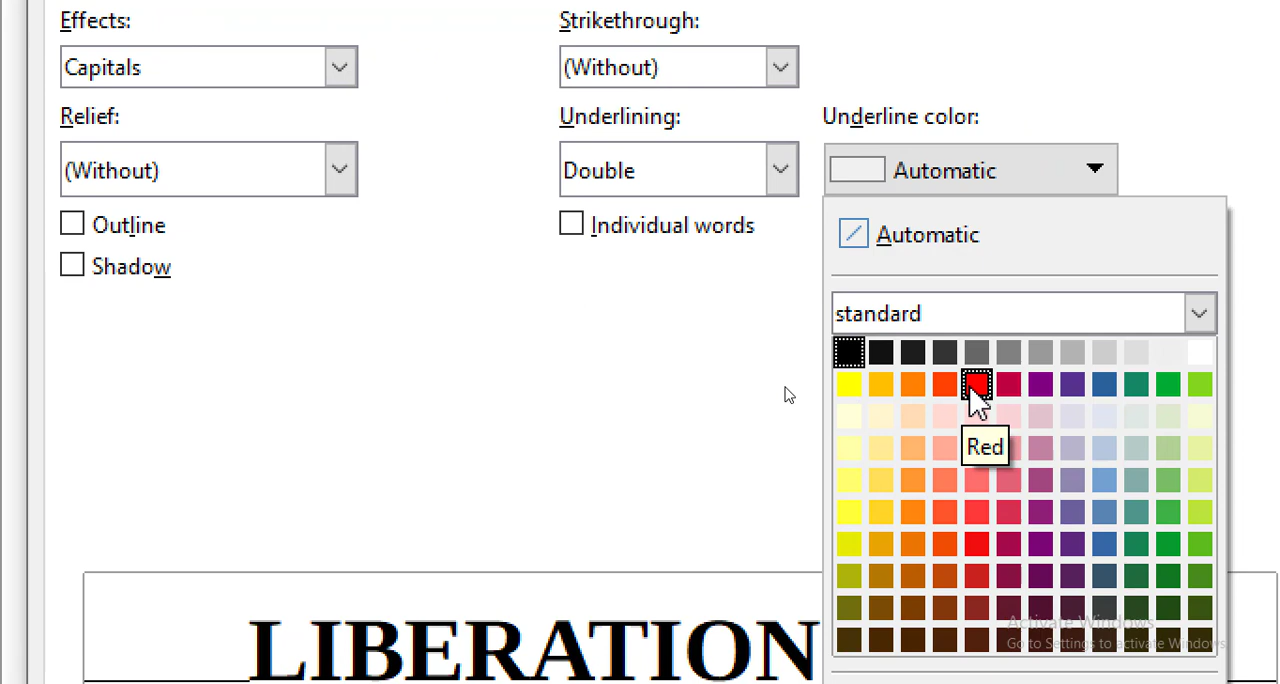 Effects:
Strikethrough:
Capitals
(Without)
Relief:
Underlining:
Underline color:
(Without)
Double
Automatic
Outline
Individual words
Automatic
Shadow
standard
Red
Activate Windows
Go to Settings to activate Windows.
LIBERATION